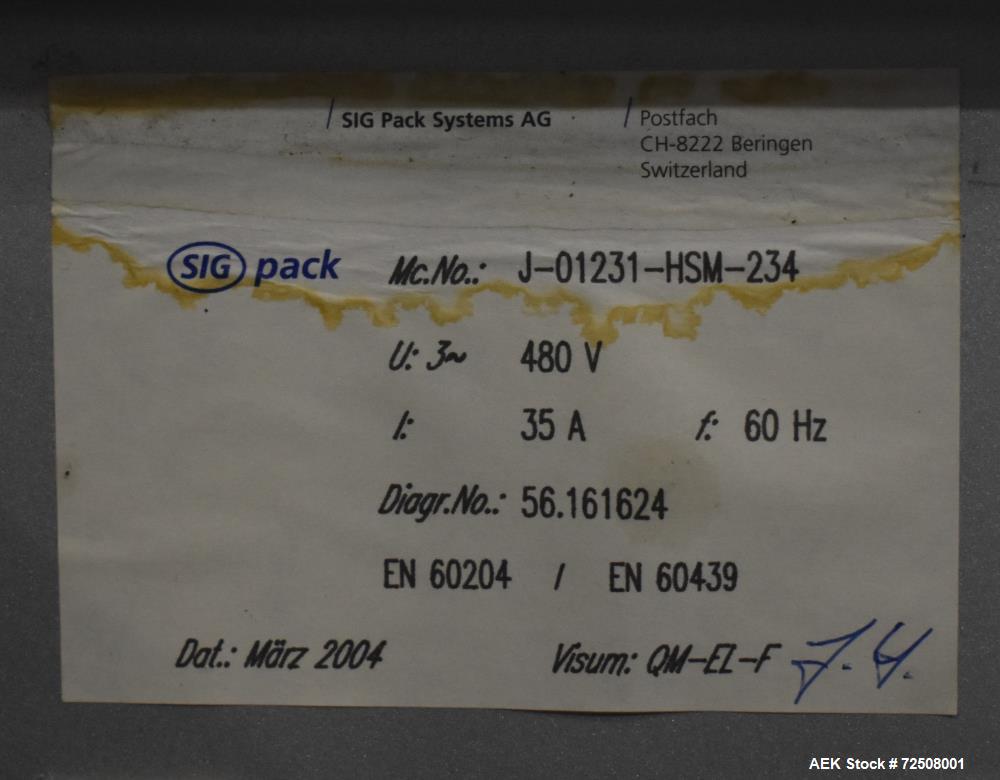 SIG Pack Systems AG
Postfach
CH-8222 Beringen
Switzerland
SIG pack Mc.No.: J-01231-HSM-234
U: 3~ 480 V
I: 35 A f: 60 Hz
Diagr.No.: 56.161624
EN 60204 / EN 60439
Dat.: März 2004 Visum: QM-EZ-F
AEK Stock # 72508001